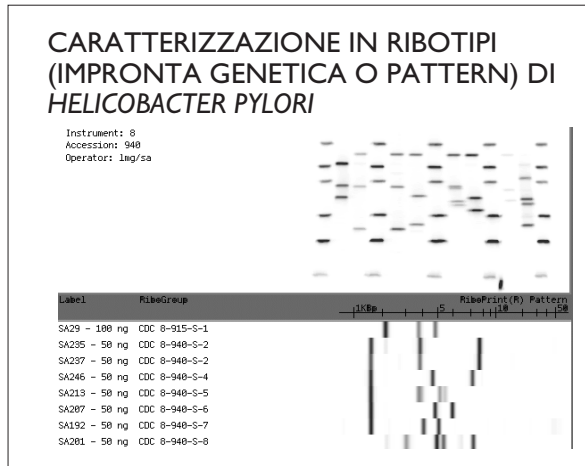 CARATTERIZZAZIONE IN RIBOTIPI
(IMPRONTA GENETICA O PATTERN) DI
HELICOBACTER PYLORI
Instrument: 8
Accession: 940
Operator: lmg/sa
Label RiboGroup RiboPrint(R) Pattern
1Kbp 5 10 50
SA29 - 100 ng CDC 8-915-S-1
SA235 - 50 ng CDC 8-940-S-2
SA237 - 50 ng CDC 8-940-S-2
SA246 - 50 ng CDC 8-940-S-4
SA213 - 50 ng CDC 8-940-S-5
SA207 - 50 ng CDC 8-940-S-6
SA192 - 50 ng CDC 8-940-S-7
SA201 - 50 ng CDC 8-940-S-8